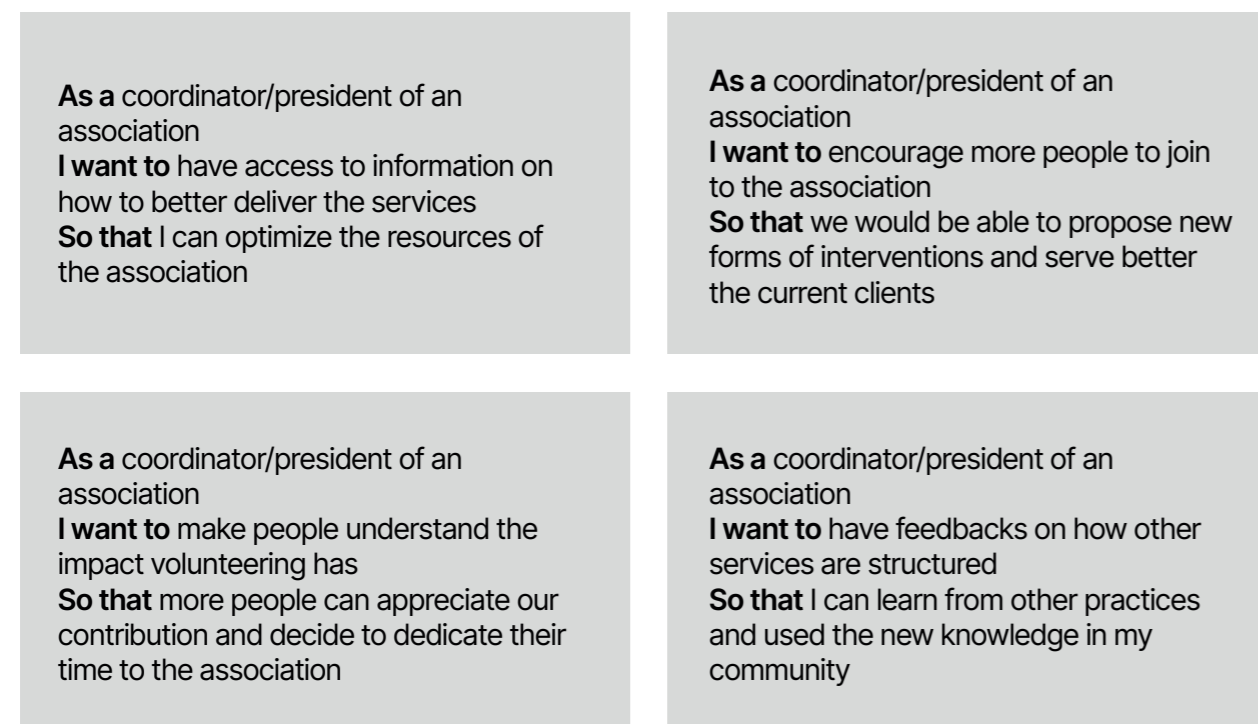 As a coordinator/president of an
association
I want to have access to information on
how to better deliver the services
So that I can optimize the resources of
the association
As a coordinator/president of an
association
I want to encourage more people to join
to the association
So that we would be able to propose new
forms of interventions and serve better
the current clients
As a coordinator/president of an
association
I want to make people understand the
impact volunteering has
So that more people can appreciate our
contribution and decide to dedicate their
time to the association
As a coordinator/president of an
association
I want to have feedbacks on how other
services are structured
So that I can learn from other practices
and used the new knowledge in my
community